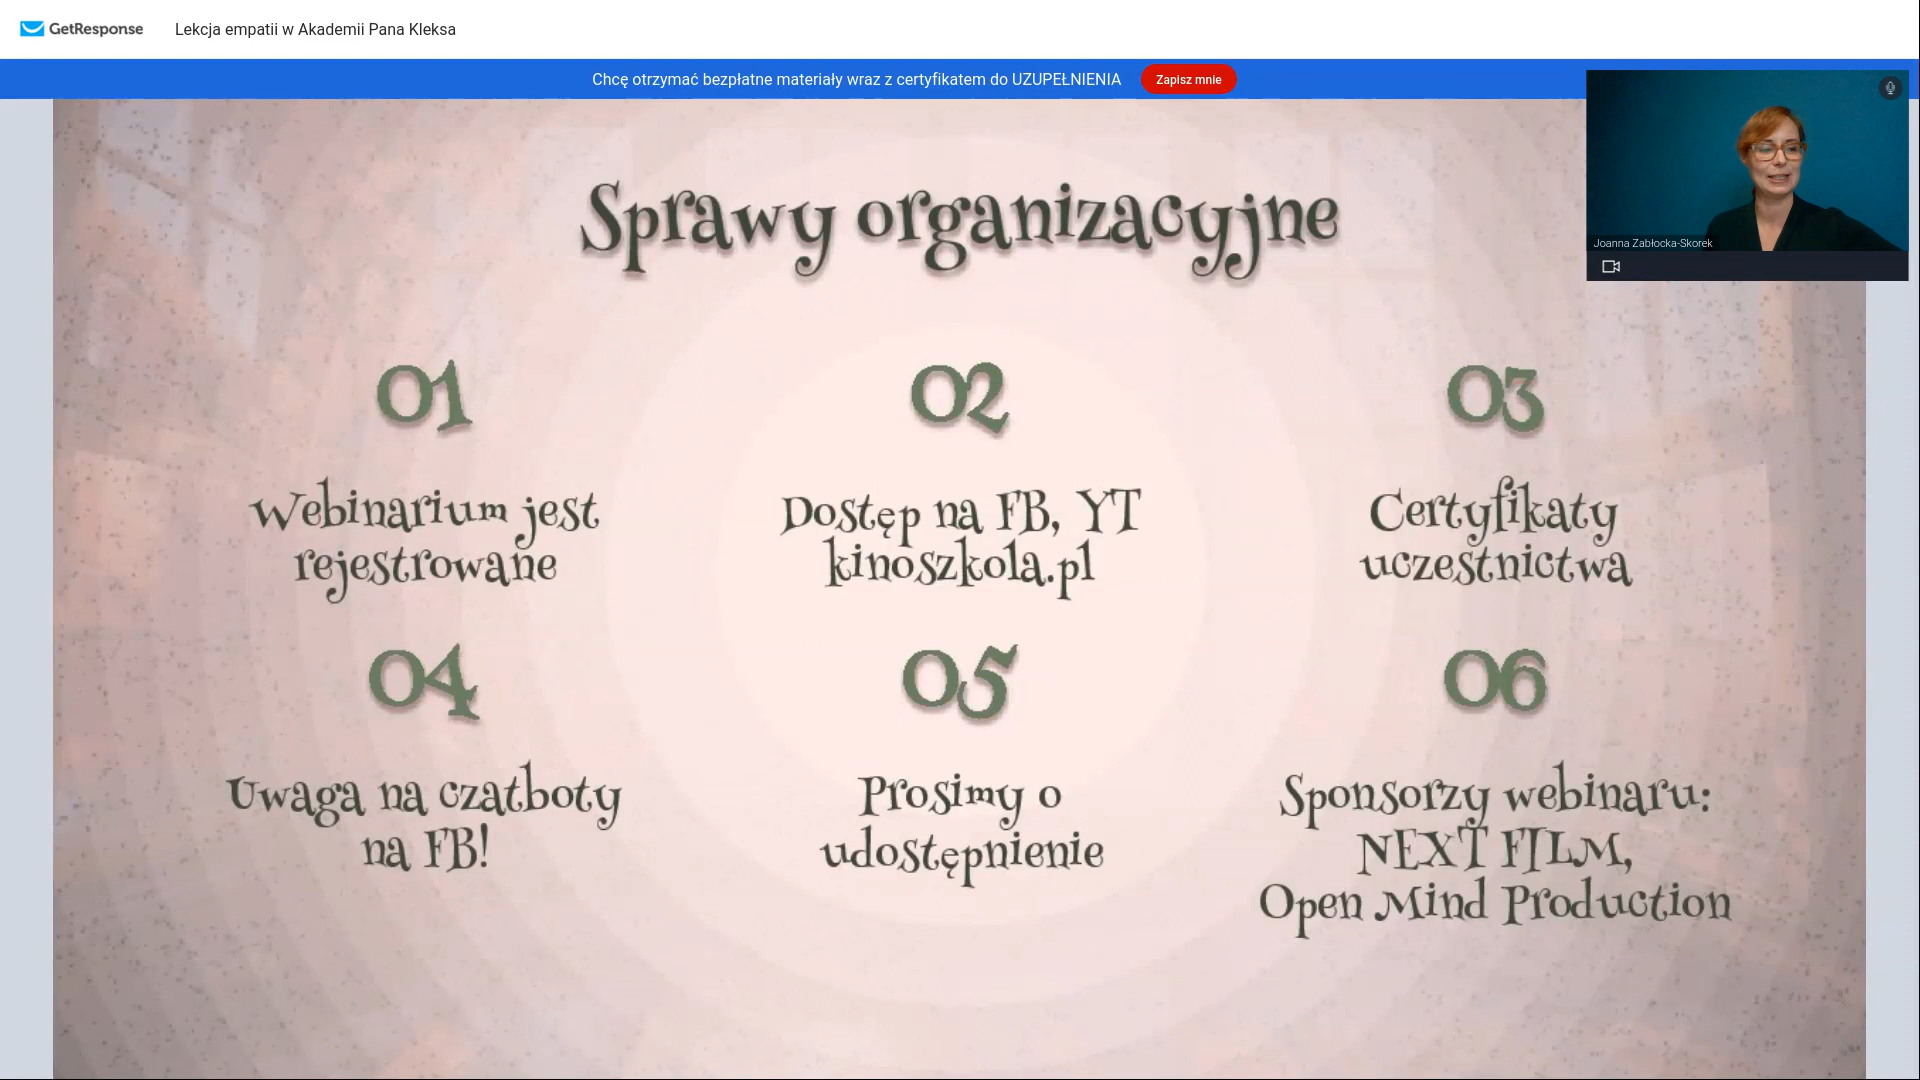 GetResponse
Lekcja empatii w Akademii Pana Kleksa
Chcę otrzymać bezpłatne materiały wraz z certyfikatem do UZUPEŁNIENIA
Zapisz mnie
Joanna Zabłocka-Skorek
Sprawy organizacyjne
01
Webinarium jest
rejestrowane
02
Dostęp na FB, YT
kinoszkola.pl
03
Certyfikaty
uczestnictwa
04
Uwaga na czatboty
na FB!
05
Prosimy o
udostępnienie
06
Sponsorzy webinaru:
NEXT FILM,
Open Mind Production